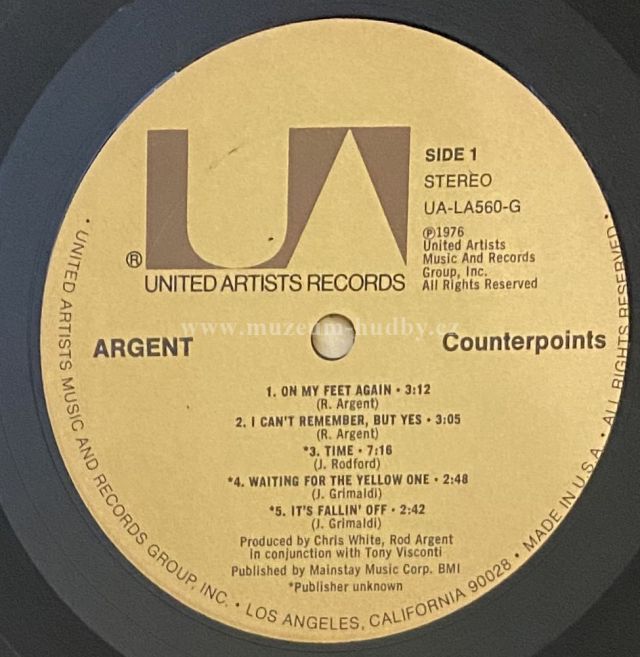 UA
®
UNITED ARTISTS RECORDS
SIDE 1
STEREO
UA-LA560-G
℗1976
United Artists
Music And Records
Group, Inc.
All Rights Reserved
www.muzeum-hudby.cz
ARGENT
Counterpoints
1. ON MY FEET AGAIN • 3:12
(R. Argent)
2. I CAN'T REMEMBER, BUT YES • 3:05
(R. Argent)
*3. TIME • 7:16
(J. Rodford)
*4. WAITING FOR THE YELLOW ONE • 2:48
(J. Grimaldi)
*5. IT'S FALLIN' OFF • 2:42
(J. Grimaldi)
Produced by Chris White, Rod Argent
In conjunction with Tony Visconti
Published by Mainstay Music Corp. BMI
*Publisher unknown
• UNITED ARTISTS MUSIC AND RECORDS GROUP, INC. • LOS ANGELES, CALIFORNIA 90028 • MADE IN U.S.A. • ALL RIGHTS RESERVED •